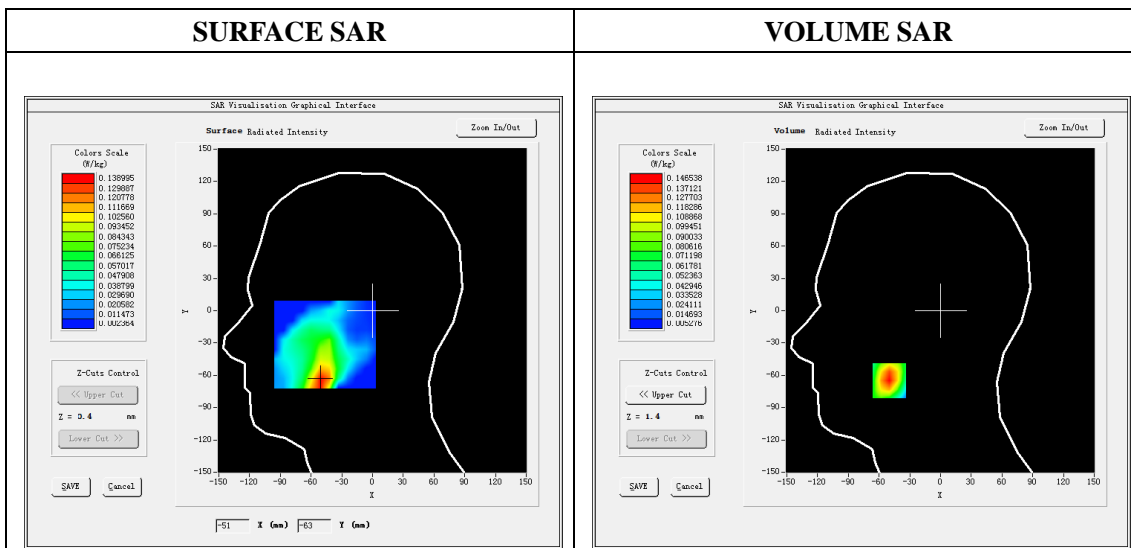 SURFACE SAR
VOLUME SAR
SAR Visualisation Graphical Interface
Surface Radiated Intensity
Zoom In/Out
Colors Scale
(W/kg)
0.138995
0.129887
0.120778
0.111669
0.102560
0.093452
0.084343
0.075234
0.066125
0.057017
0.047908
0.038799
0.029690
0.020582
0.011473
0.002364
150
120
90
60
30
0
-30
-60
-90
-120
-150
Y
-150 -120 -90 -60 -30 0 30 60 90 120 150
X
Z-Cuts Control
<< Upper Cut
Z = 0.4 mm
Lower Cut >>
SAVE Cancel
-51 X (mm) -63 Y (mm)
SAR Visualisation Graphical Interface
Volume Radiated Intensity
Zoom In/Out
Colors Scale
(W/kg)
0.146538
0.137121
0.127703
0.118286
0.108868
0.099451
0.090033
0.080616
0.071198
0.061781
0.052363
0.042946
0.033528
0.024111
0.014693
0.005276
150
120
90
60
30
0
-30
-60
-90
-120
-150
Y
-150 -120 -90 -60 -30 0 30 60 90 120 150
X
Z-Cuts Control
<< Upper Cut
Z = 1.4 mm
Lower Cut >>
SAVE Cancel